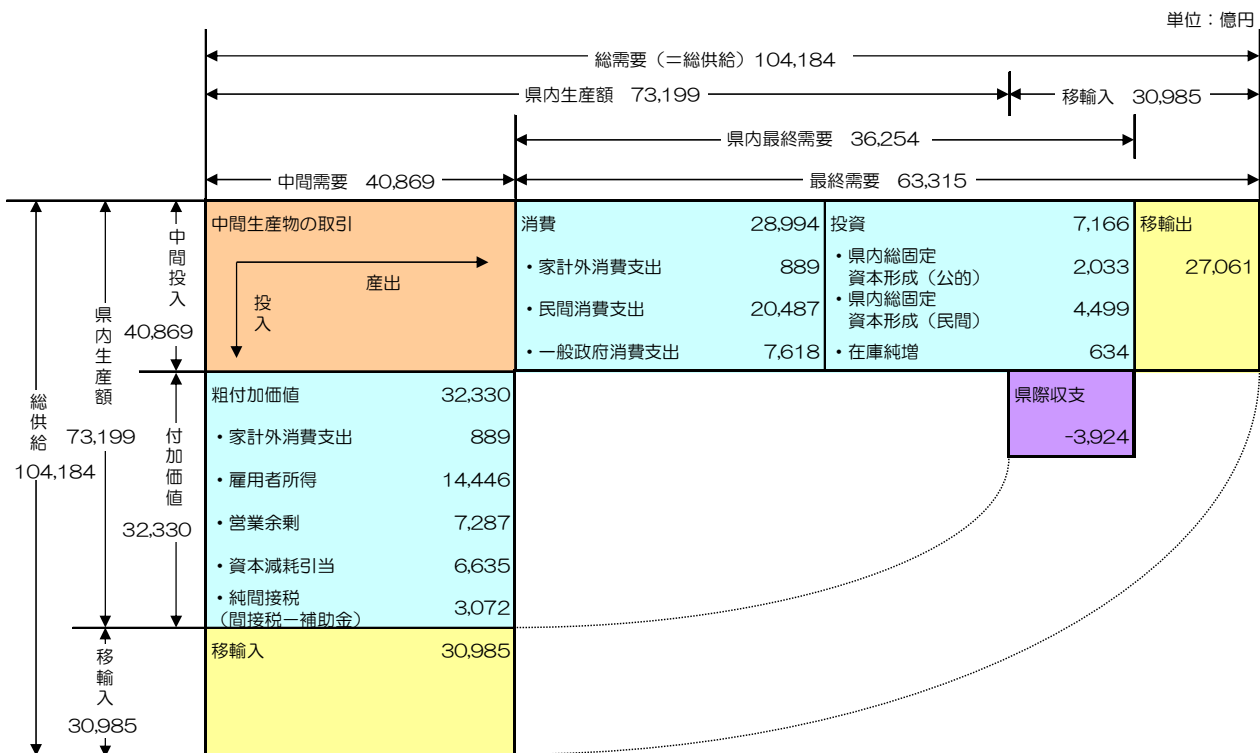 単位：億円
総需要（＝総供給）104,184
県内生産額 73,199
移輸入 30,985
県内最終需要 36,254
中間需要 40,869
最終需要 63,315
総供給
104,184
県内生産額
73,199
中間投入
40,869
付加価値
32,330
移輸入
30,985
中間生産物の取引
産出
投入
消費 28,994
・家計外消費支出 889
・民間消費支出 20,487
・一般政府消費支出 7,618
投資 7,166
・県内総固定
資本形成（公的） 2,033
・県内総固定
資本形成（民間） 4,499
・在庫純増 634
移輸出
27,061
粗付加価値 32,330
・家計外消費支出 889
・雇用者所得 14,446
・営業余剰 7,287
・資本減耗引当 6,635
・純間接税
（間接税－補助金） 3,072
県際収支
-3,924
移輸入 30,985